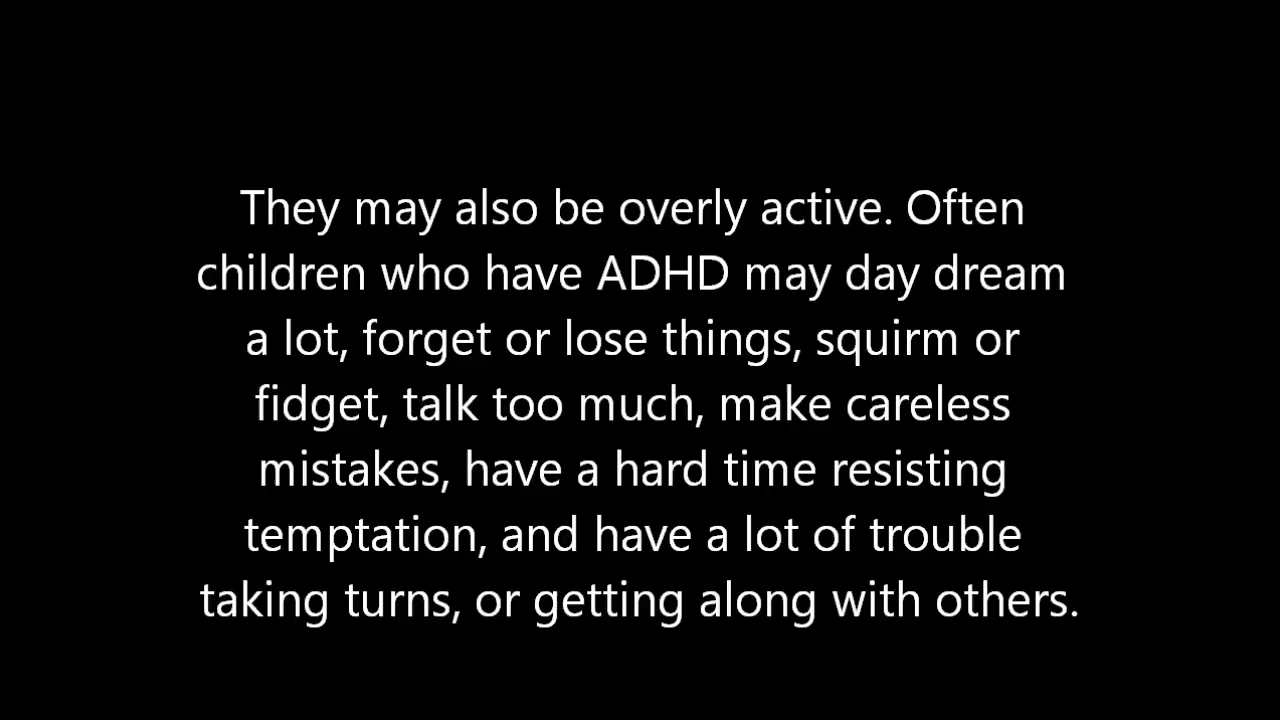 They may also be overly active. Often
children who have ADHD may day dream
a lot, forget or lose things, squirm or
fidget, talk too much, make careless
mistakes, have a hard time resisting
temptation, and have a lot of trouble
taking turns, or getting along with others.